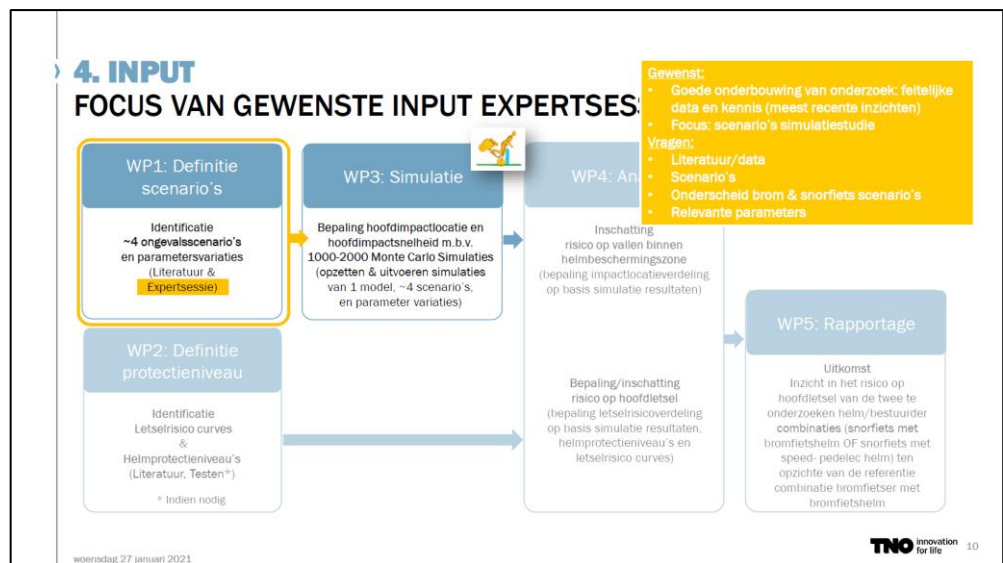 4. INPUT
FOCUS VAN GEWENSTE INPUT EXPERTSES
Gewenst:
• Goede onderbouwing van onderzoek: feitelijke
data en kennis (meest recente inzichten)
• Focus: scenario's simulatiestudie
Vragen:
• Literatuur/data
• Scenario's
• Onderscheid brom & snorfiets scenario's
• Relevante parameters
WP1: Definitie
scenario's
Identificatie
~4 ongevalsscenario's
en parametersvariaties
(Literatuur &
Expertsessie)
WP3: Simulatie
Bepaling hoofdimpactlocatie en
hoofdimpactsnelheid m.b.v.
1000-2000 Monte Carlo Simulaties
(opzetten & uitvoeren simulaties
van 1 model, ~4 scenario's,
en parameter variaties)
WP4: An
Inschatting
risico op vallen binnen
helmbeschermingszone
(bepaling impactlocatieverdeling
op basis simulatie resultaten)
Bepaling/inschatting
risico op hoofdletsel
(bepaling letselrisicoverdeling
op basis simulatie resultaten,
helmprotectieniveau's en
letselrisico curves)
WP2: Definitie
protectieniveau
Identificatie
Letselrisico curves
&
Helmprotectieniveau's
(Literatuur, Testen*)
* Indien nodig
WP5: Rapportage
Uitkomst
Inzicht in het risico op
hoofdletsel van de twee te
onderzoeken helm/bestuurder
combinaties (snorfiets met
bromfietshelm OF snorfiets met
speed- pedelec helm) ten
opzichte van de referentie
combinatie bromfietser met
bromfietshelm
woensdag 27 januari 2021
TNO innovation
for life
10